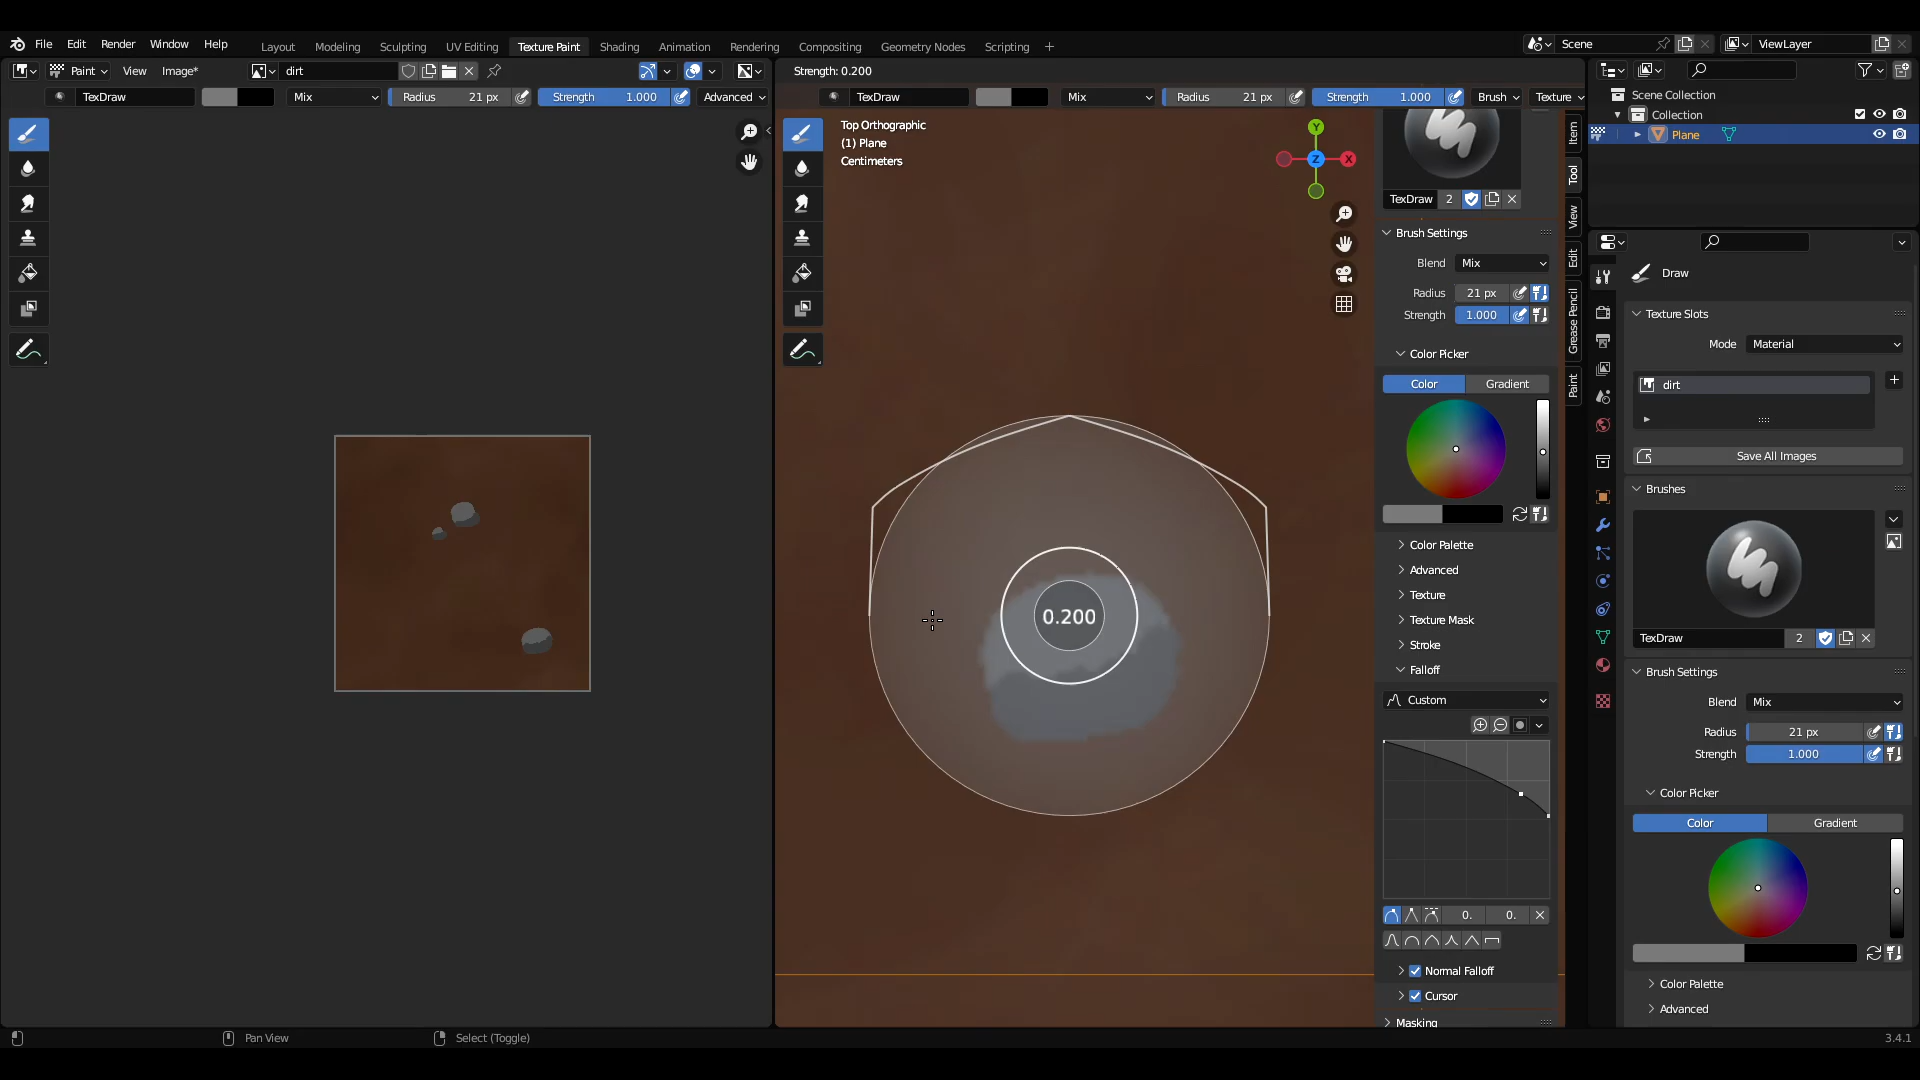 File Edit Render Window Help Layout Modeling Sculpting UV Editing Texture Paint Shading Animation Rendering Compositing Geometry Nodes Scripting + Scene ViewLayer
Paint View Image* dirt Strength: 0.200
TexDraw Mix Radius 21 px Strength 1.000 Advanced TexDraw Mix Radius 21 px Strength 1.000 Brush Texture
Scene Collection
Collection
Plane
Top Orthographic
(1) Plane
Centimeters
Y
Z X
0.200
Item
Tool
View
Edit
Grease Pencil
Paint
TexDraw 2
Brush Settings
Blend Mix
Radius 21 px
Strength 1.000
Color Picker
Color Gradient
Color Palette
Advanced
Texture
Texture Mask
Stroke
Falloff
Custom
0. 0.
Normal Falloff
Cursor
Masking
Draw
Texture Slots
Mode Material
dirt
+
Save All Images
Brushes
TexDraw 2
Brush Settings
Blend Mix
Radius 21 px
Strength 1.000
Color Picker
Color Gradient
Color Palette
Advanced
Pan View Select (Toggle) 3.4.1